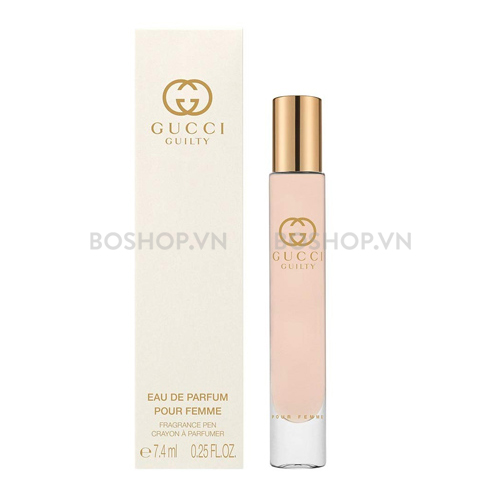 GUCCI
GUILTY
BOSHOP.VN
BOSHOP.VN
GUCCI
GUILTY
EAU DE PARFUM
POUR FEMME
FRAGRANCE PEN
CRAYON À PARFUMER
℮ 7.4 ml 0.25 FL.OZ.
POUR FEMME